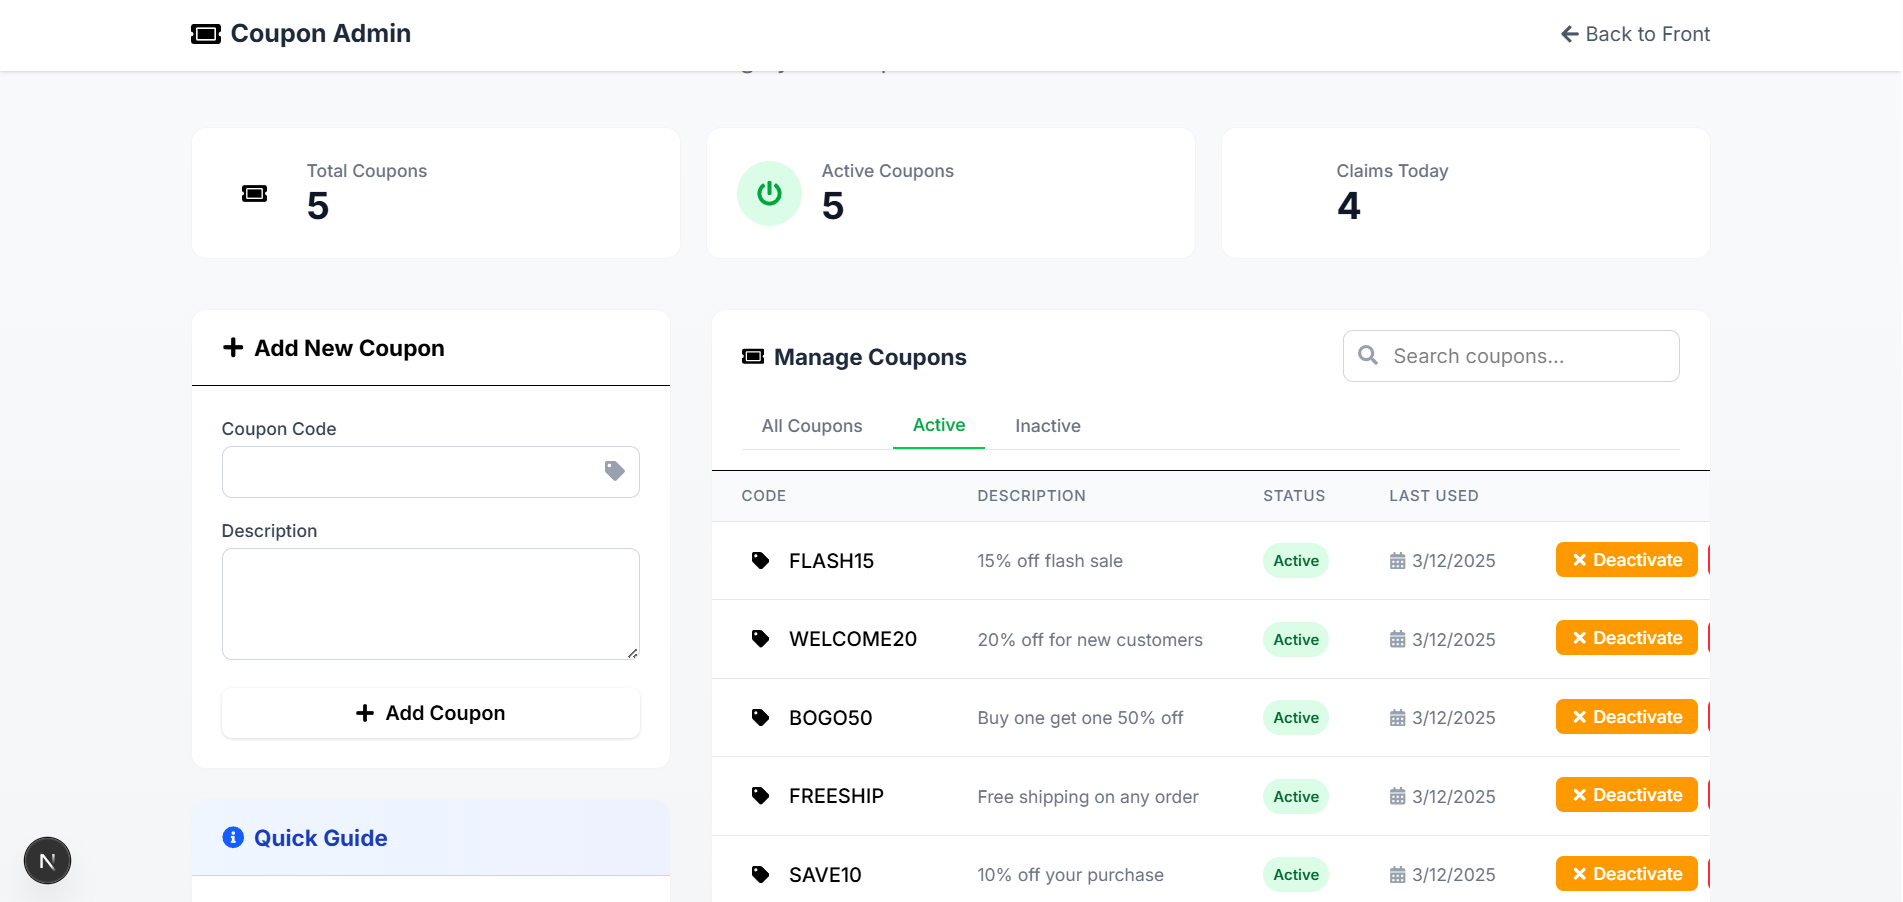 Coupon Admin
Back to Front
Total Coupons
5
Active Coupons
5
Claims Today
4
Add New Coupon
Coupon Code
Description
Add Coupon
Quick Guide
N
Manage Coupons
Search coupons...
All Coupons Active Inactive
CODE DESCRIPTION STATUS LAST USED
FLASH15 15% off flash sale Active 3/12/2025 Deactivate
WELCOME20 20% off for new customers Active 3/12/2025 Deactivate
BOGO50 Buy one get one 50% off Active 3/12/2025 Deactivate
FREESHIP Free shipping on any order Active 3/12/2025 Deactivate
SAVE10 10% off your purchase Active 3/12/2025 Deactivate